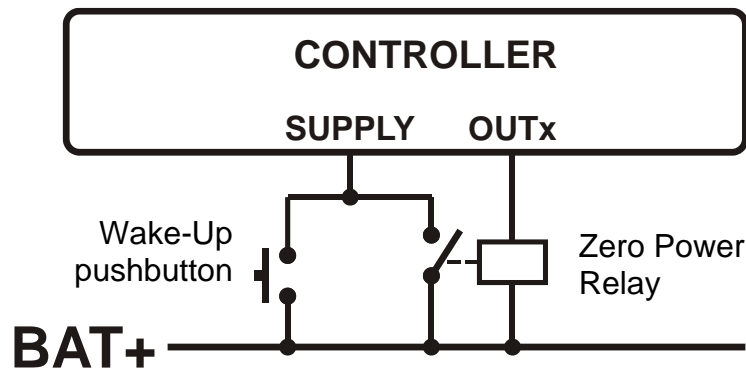 CONTROLLER
SUPPLY OUTx
Wake-Up
pushbutton
Zero Power
Relay
BAT+